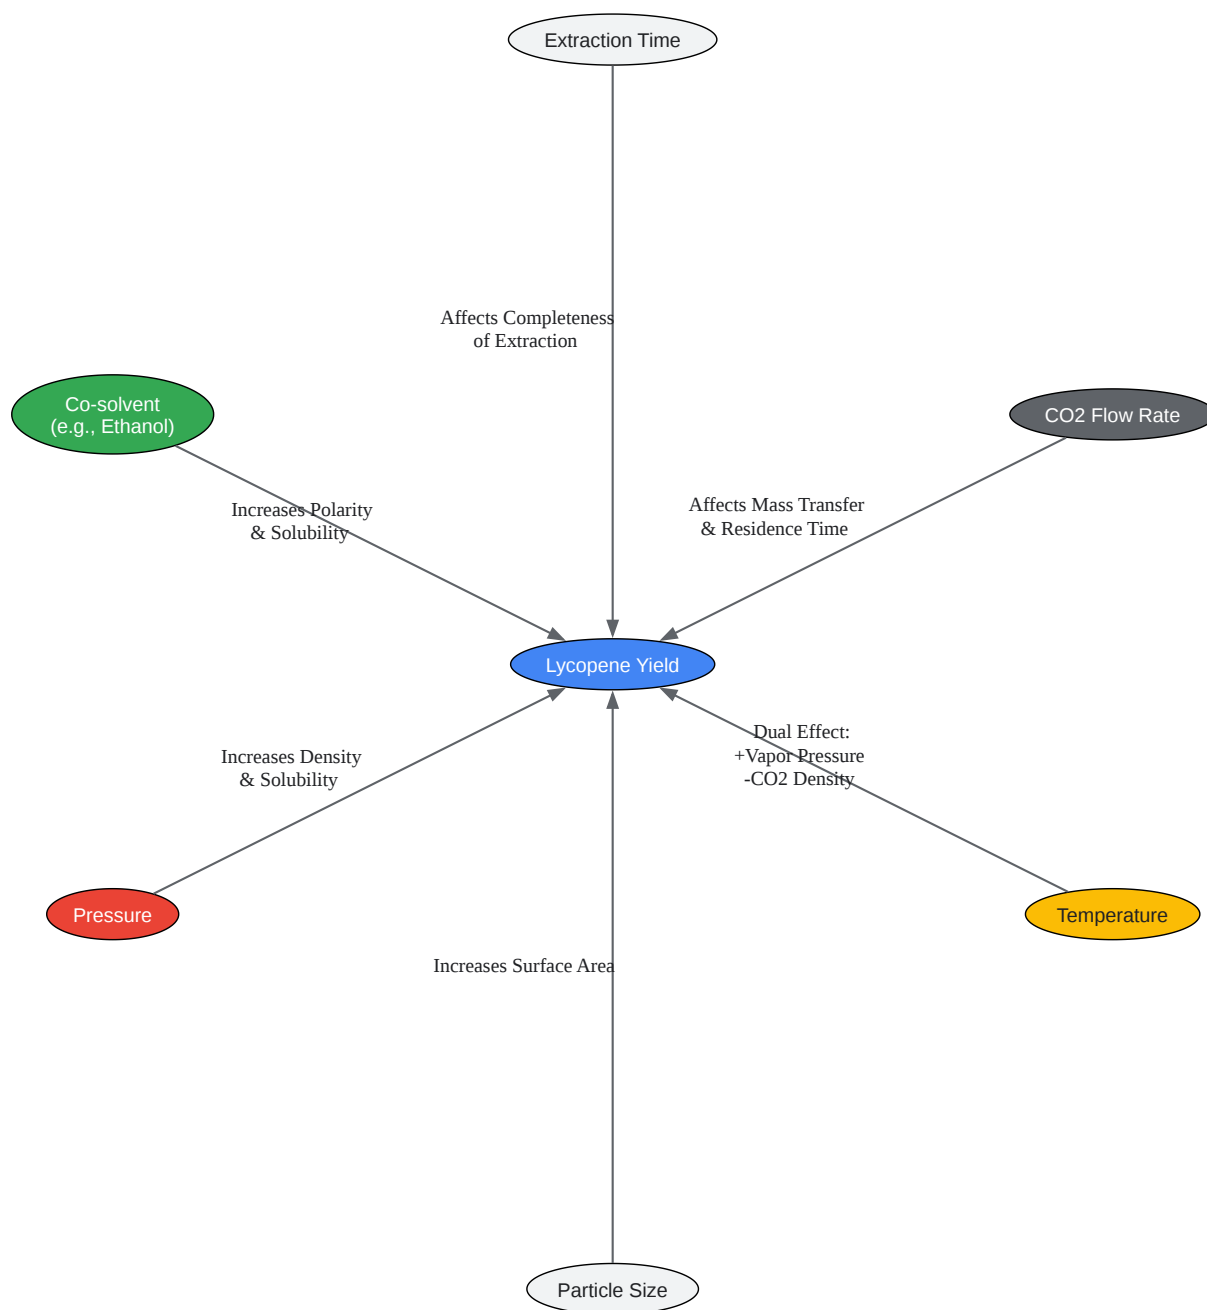 Extraction Time
Affects Completeness
of Extraction
Co-solvent
(e.g., Ethanol)
CO2 Flow Rate
Increases Polarity
& Solubility
Affects Mass Transfer
& Residence Time
Lycopene Yield
Increases Density
& Solubility
Dual Effect:
+Vapor Pressure
-CO2 Density
Pressure
Temperature
Increases Surface Area
Particle Size